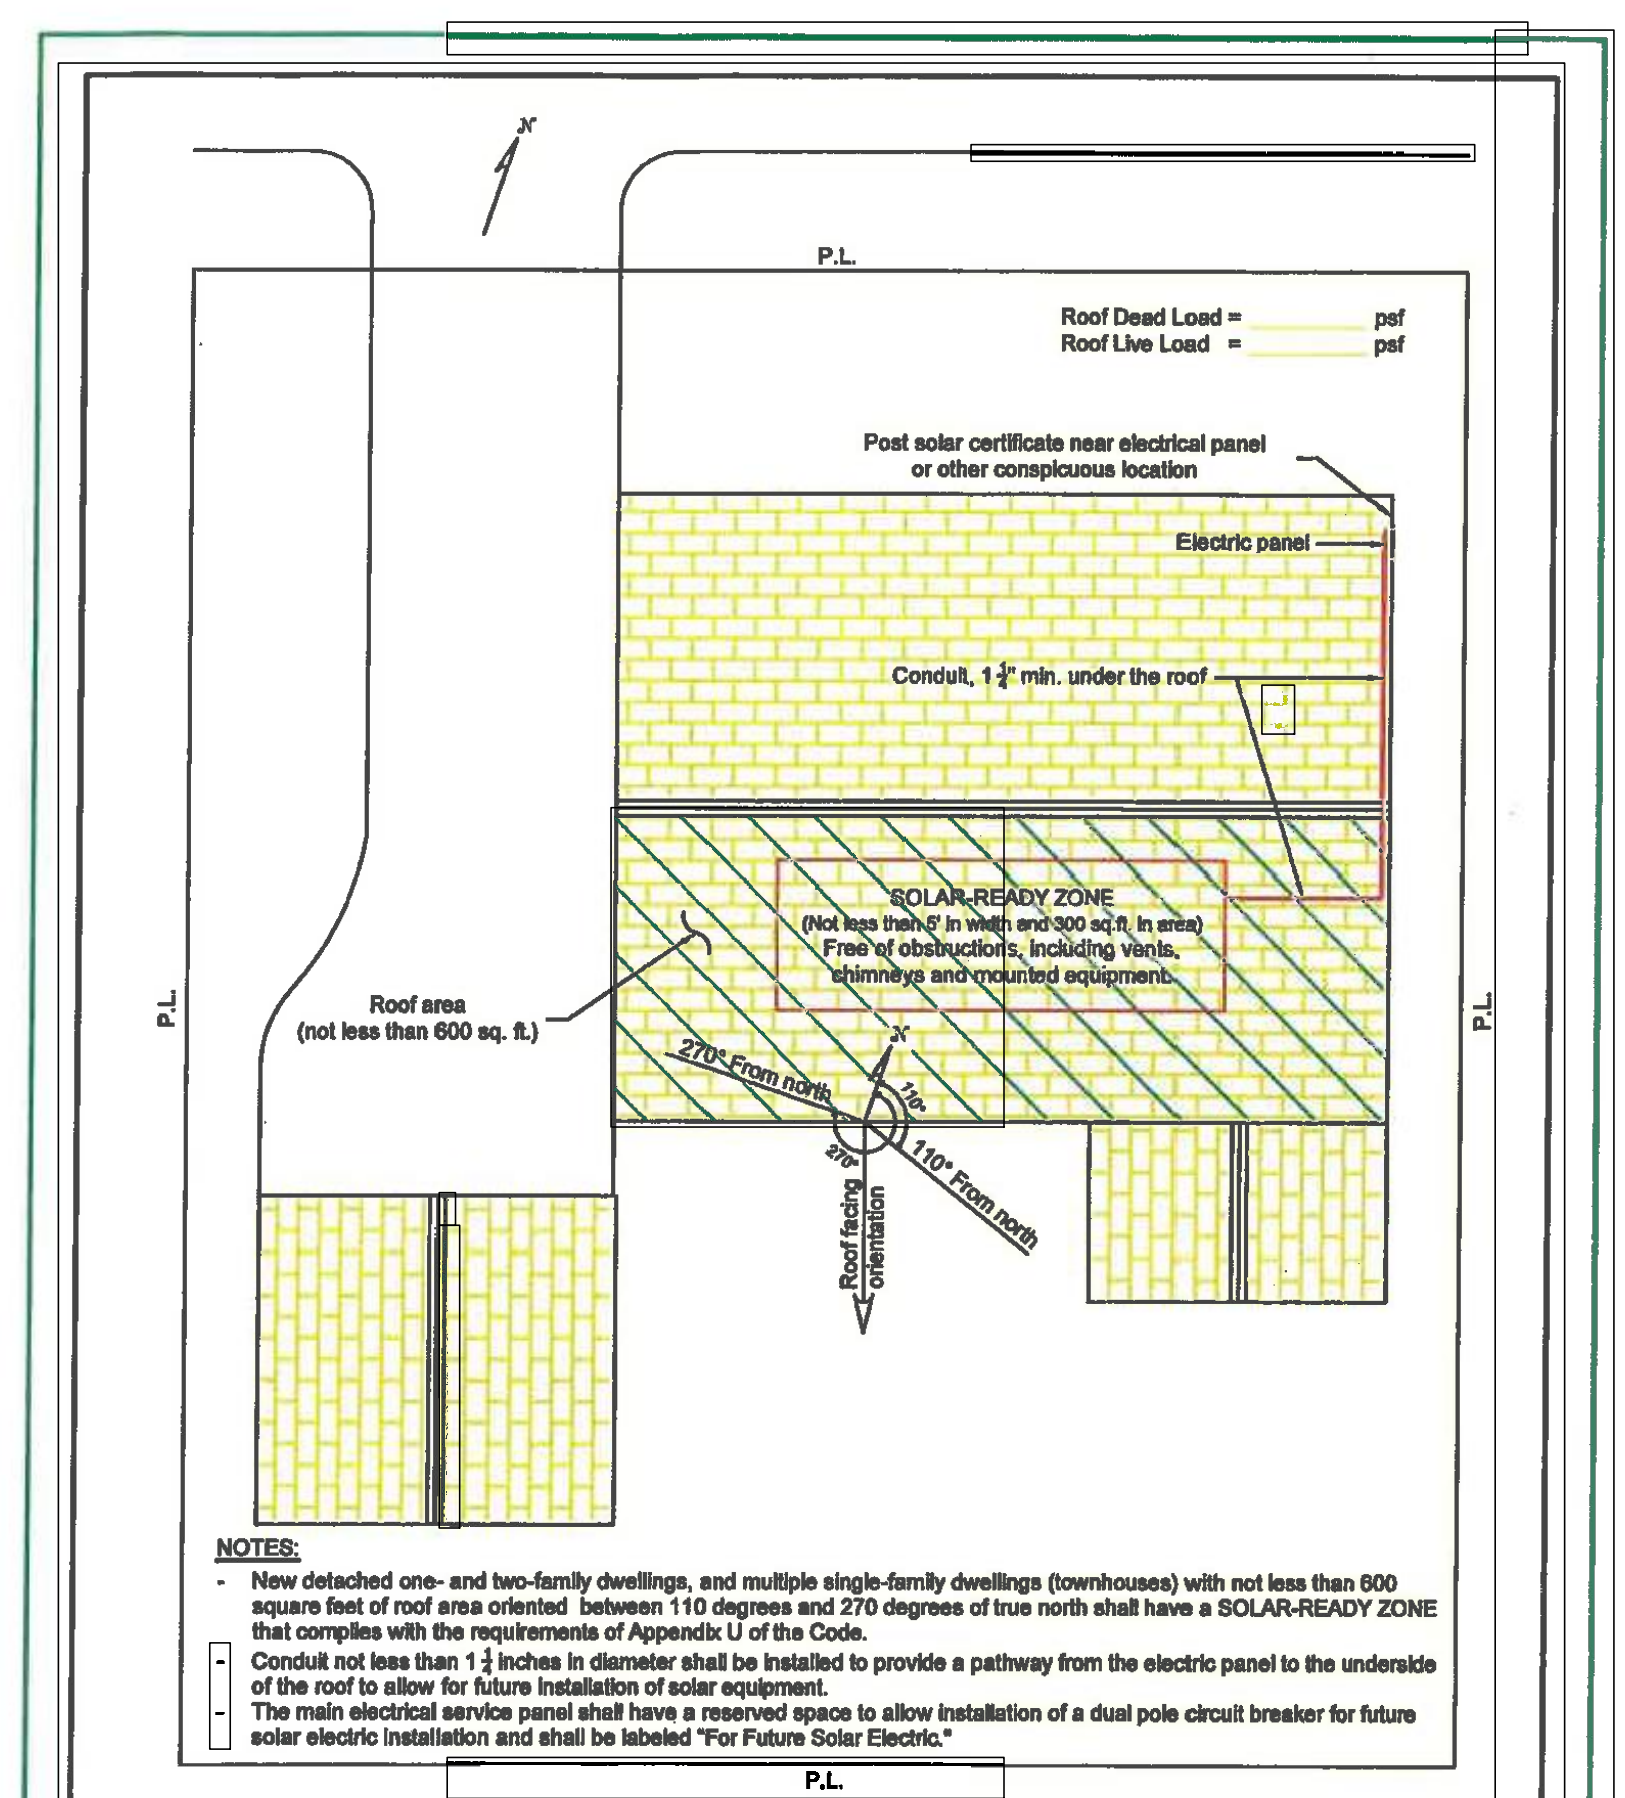 N
P.L.
Roof Dead Load = ________ psf
Roof Live Load = ________ psf
Post solar certificate near electrical panel
or other conspicuous location
Electric panel
Conduit, 1 1/4" min. under the roof
SOLAR-READY ZONE
(Not less than 5' in width and 300 sq.ft. in area)
Free of obstructions, including vents,
chimneys and mounted equipment.
Roof area
(not less than 600 sq. ft.)
P.L.
P.L.
N
270° From north
110°
270°
110° From north
Roof facing
orientation
NOTES:
- New detached one- and two-family dwellings, and multiple single-family dwellings (townhouses) with not less than 600
square feet of roof area oriented between 110 degrees and 270 degrees of true north shall have a SOLAR-READY ZONE
that complies with the requirements of Appendix U of the Code.
- Conduit not less than 1 1/4 inches in diameter shall be installed to provide a pathway from the electric panel to the underside
of the roof to allow for future installation of solar equipment.
- The main electrical service panel shall have a reserved space to allow installation of a dual pole circuit breaker for future
solar electric installation and shall be labeled "For Future Solar Electric."
P.L.